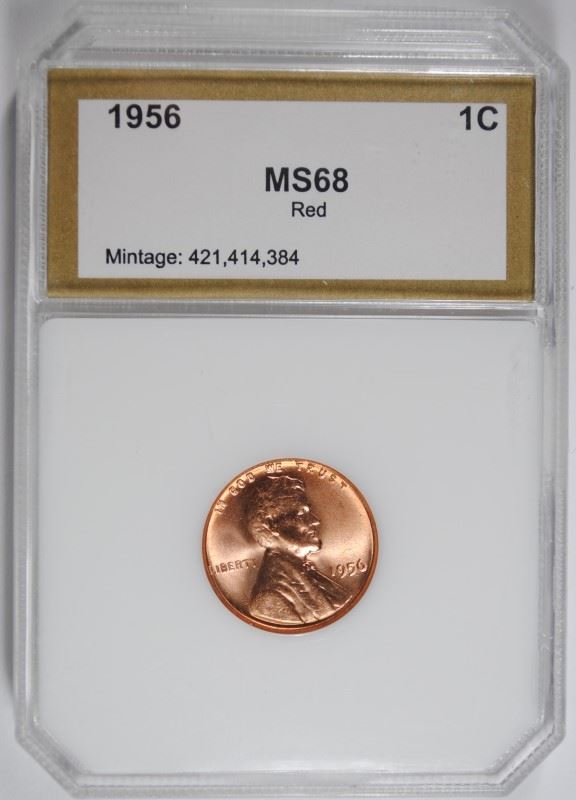 1956 1C
MS68
Red
Mintage: 421,414,384
IN GOD WE TRUST
LIBERTY 1956